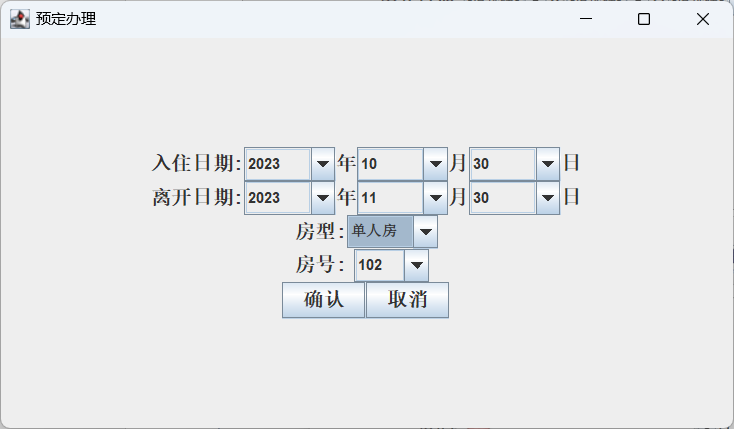 预定办理
入住日期: 2023 年 10 月 30 日
离开日期: 2023 年 11 月 30 日
房型: 单人房
房号: 102
确认 取消